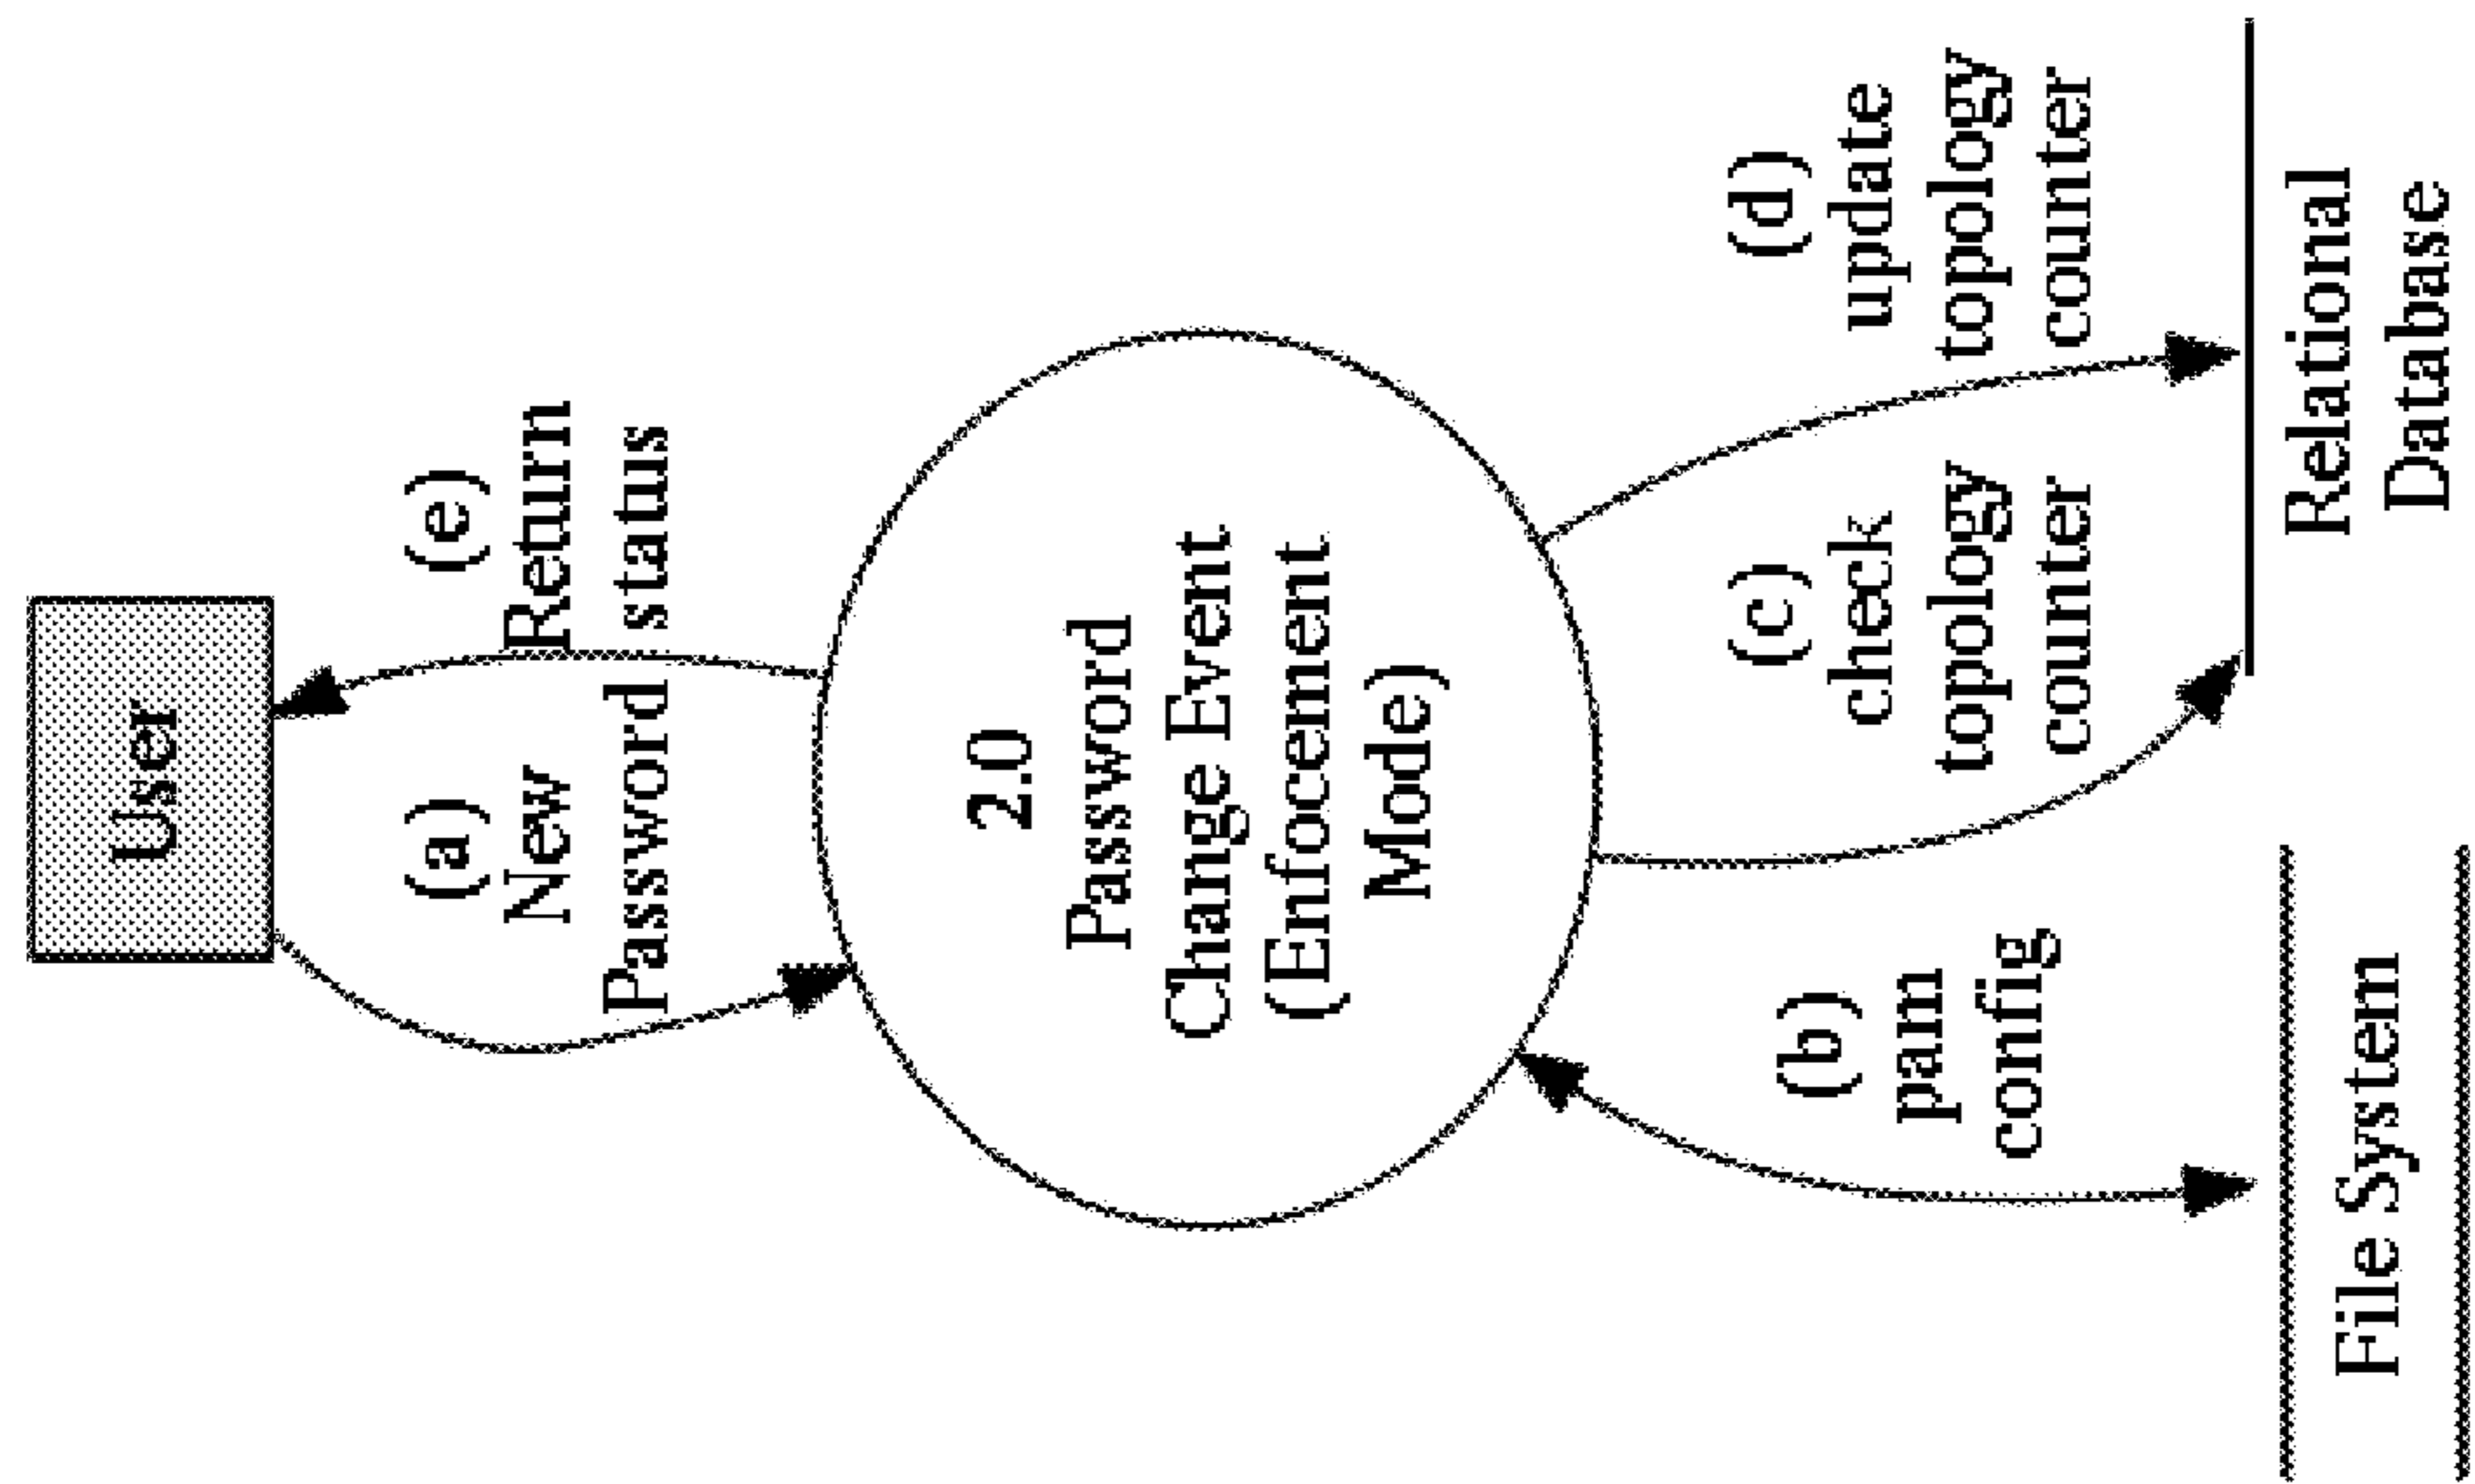 User
(a)
New
Password
(e)
Return
status
2.0
Password
Change Event
(Enfocement
Mode)
(b)
pam
config
(c)
check
topology
counter
(d)
update
topology
counter
File System
Relational
Database